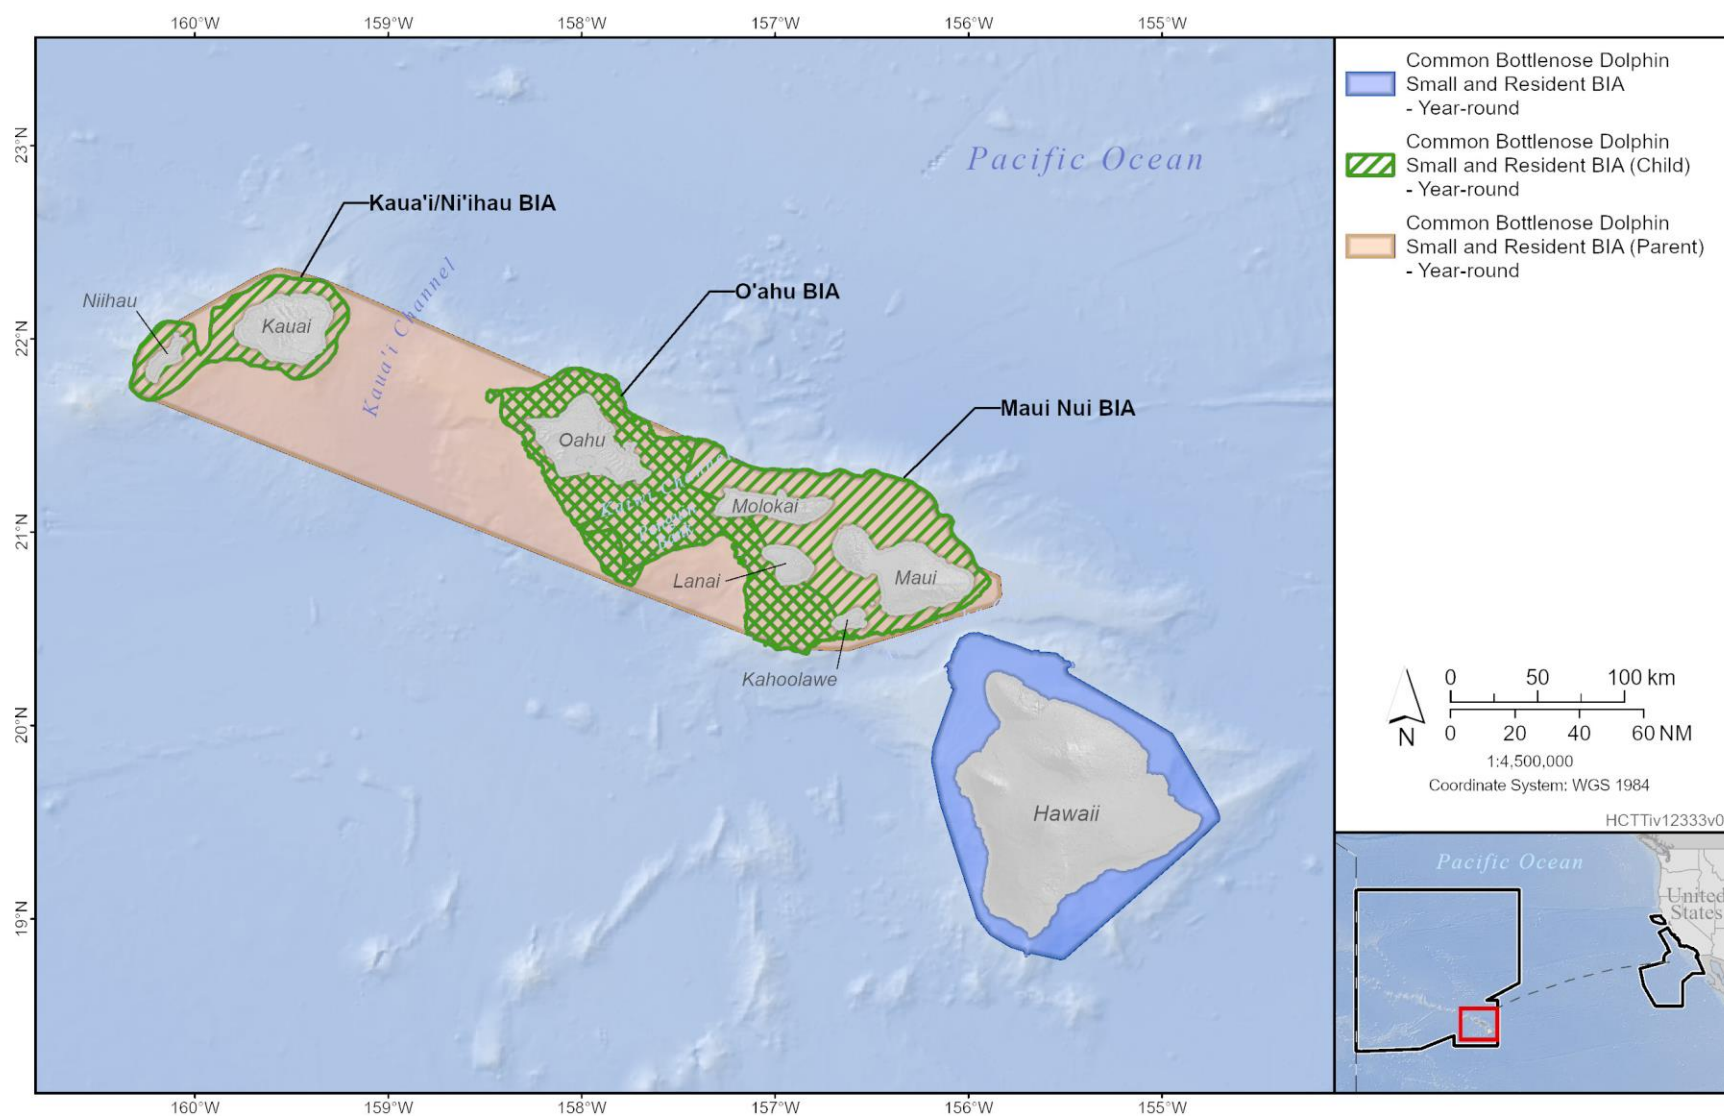 160°W
159°W
158°W
157°W
156°W
155°W
23°N
22°N
21°N
20°N
19°N
Pacific Ocean
Kaua'i/Ni'ihau BIA
Kaua'i Channel
Niihau
Kauai
O'ahu BIA
Maui Nui BIA
Oahu
Kaiwi Channel
Penguin
Bank
Molokai
Lanai
Maui
Kahoolawe
Hawaii
160°W
159°W
158°W
157°W
156°W
155°W
Common Bottlenose Dolphin
Small and Resident BIA
- Year-round
Common Bottlenose Dolphin
Small and Resident BIA (Child)
- Year-round
Common Bottlenose Dolphin
Small and Resident BIA (Parent)
- Year-round
N
0 50 100 km
0 20 40 60 NM
1:4,500,000
Coordinate System: WGS 1984
HCTTiv12333v0
Pacific Ocean
United
States